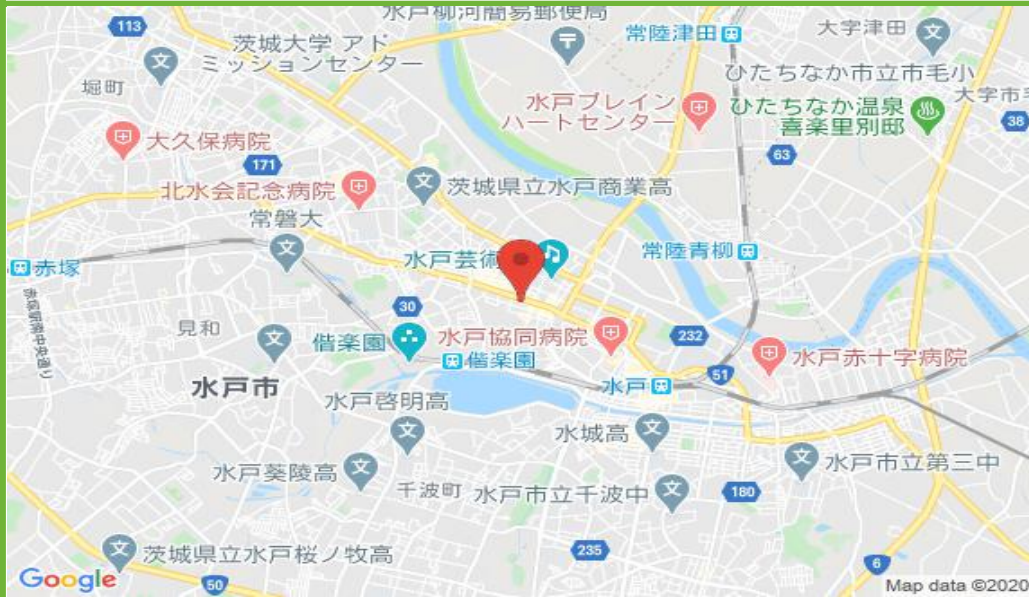 水戸柳河簡易郵便局
113
茨城大学 アド
ミッションセンター
常陸津田
大字津田
堀町
ひたちなか市立市毛小
水戸ブレイン
ハートセンター
ひたちなか温泉
喜楽里別邸
大字市毛
38
大久保病院
171
63
北水会記念病院
茨城県立水戸商業高
常磐大
水戸芸術
常陸青柳
赤塚
30
見和
偕楽園
水戸協同病院
232
偕楽園
水戸赤十字病院
51
水戸市
水戸
水戸啓明高
水城高
水戸葵陵高
千波町
水戸市立千波中
水戸市立第三中
180
茨城県立水戸桜ノ牧高
235
6
Google
50
Map data ©2020